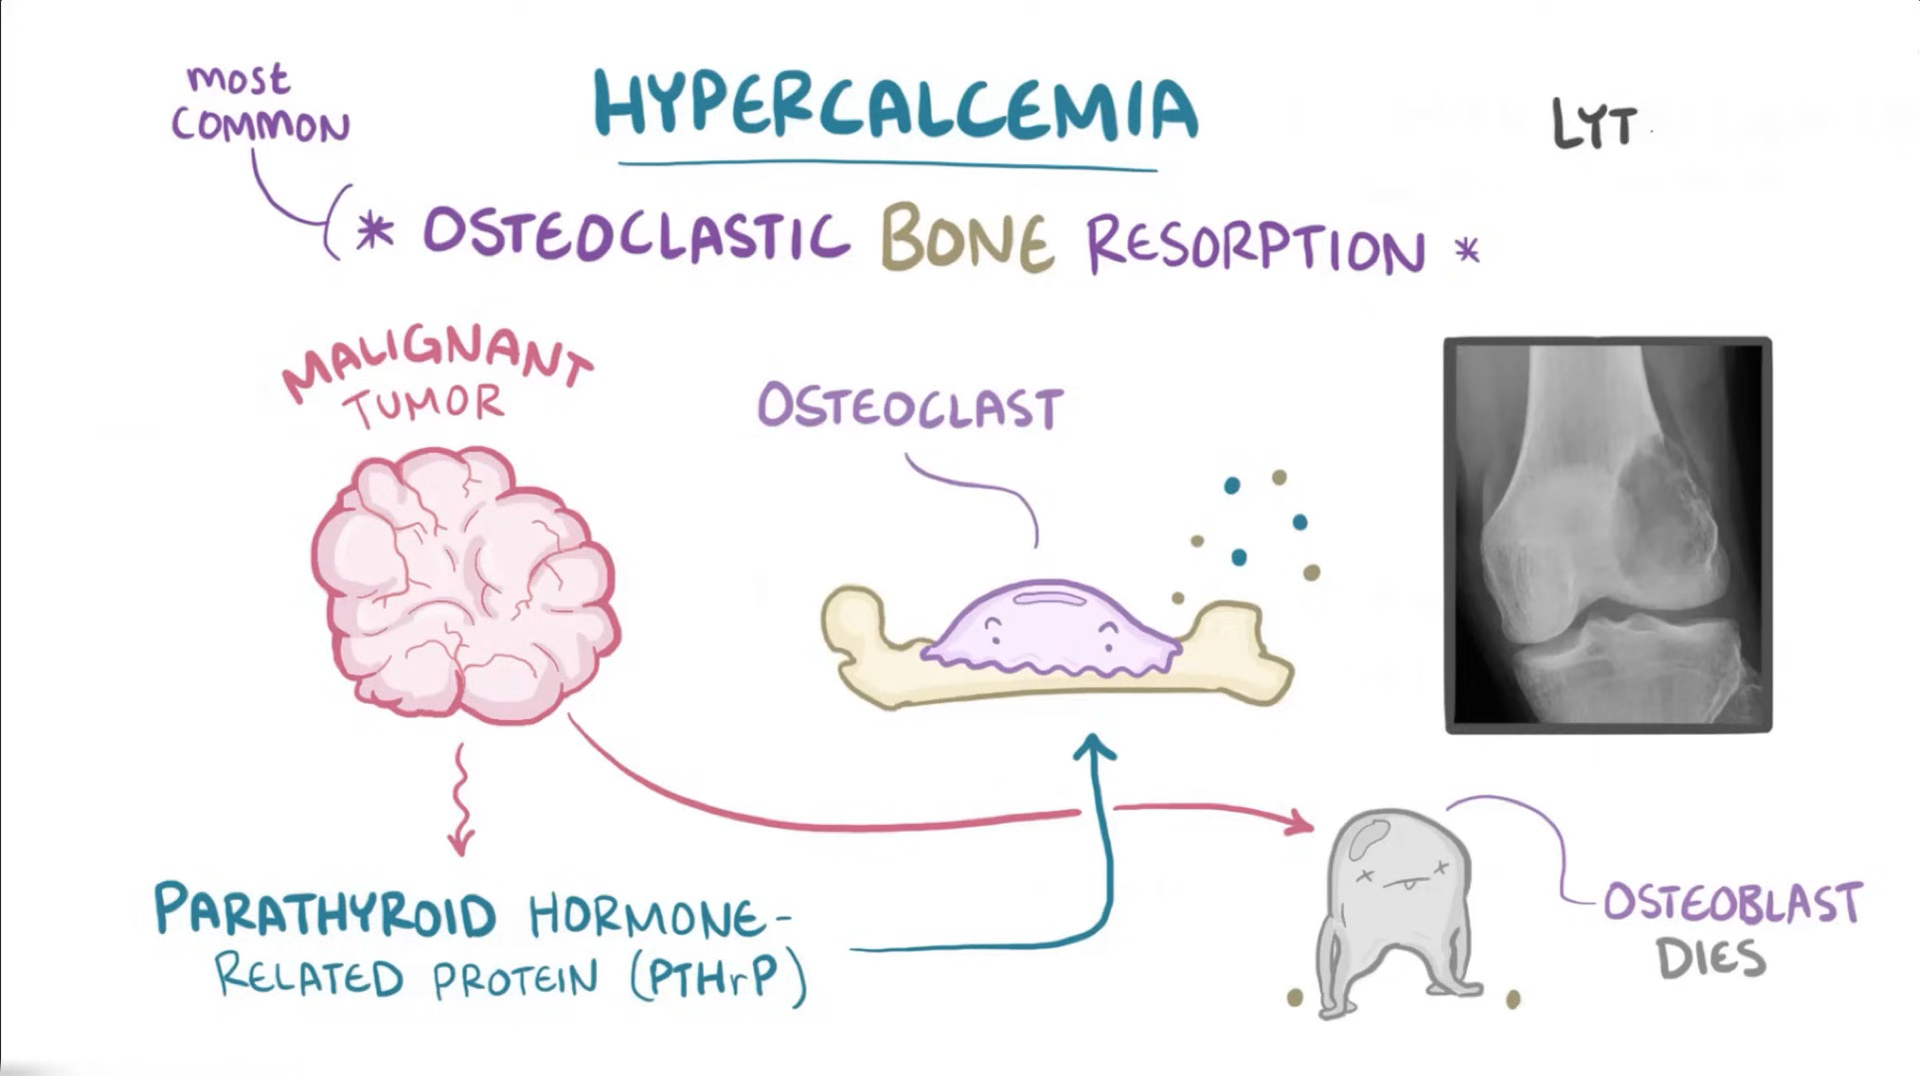 most
COMMON
HYPERCALCEMIA
LYT
* OSTEOCLASTIC BONE RESORPTION *
MALIGNANT
TUMOR
OSTEOCLAST
PARATHYROID HORMONE-
RELATED PROTEIN (PTHrP)
OSTEOBLAST
DIES